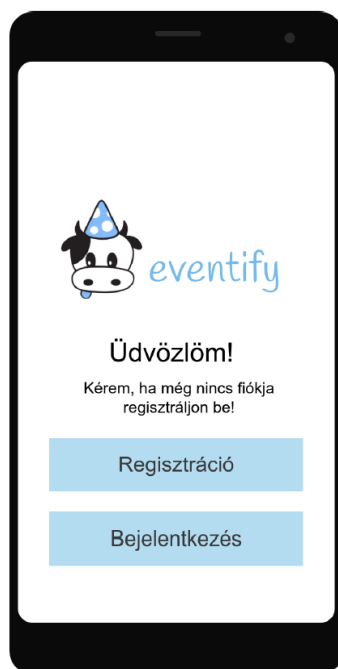 eventify
Üdvözlöm!
Kérem, ha még nincs fiókja
regisztráljon be!
Regisztráció
Bejelentkezés